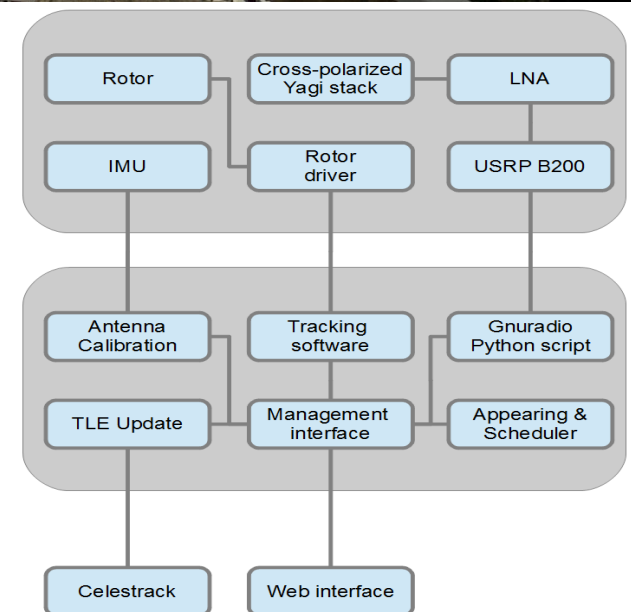 Rotor
Cross-polarized
Yagi stack
LNA
IMU
Rotor
driver
USRP B200
Antenna
Calibration
Tracking
software
Gnuradio
Python script
TLE Update
Management
interface
Appearing &
Scheduler
Celestrack
Web interface